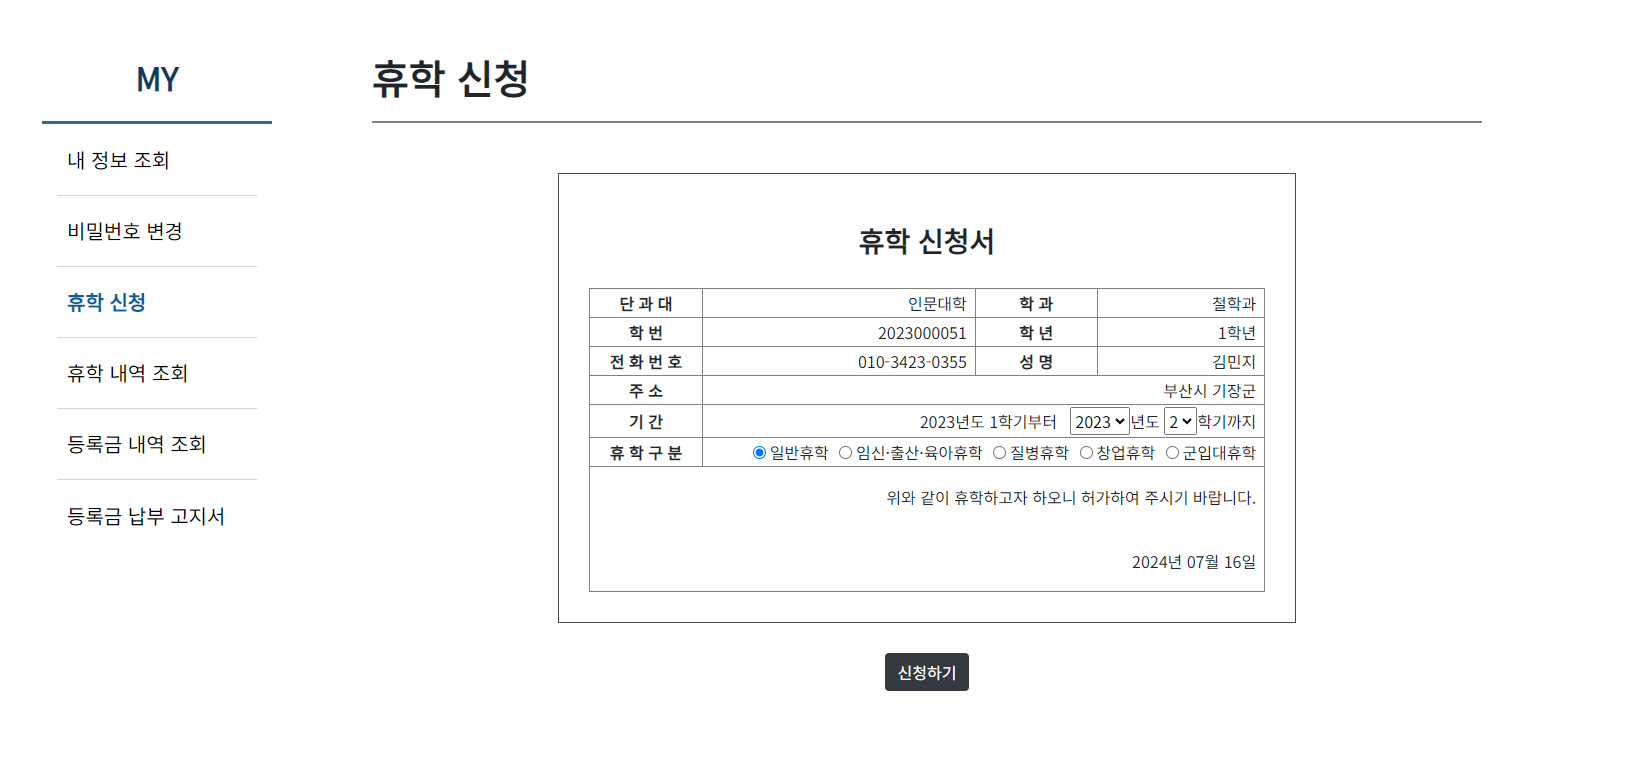 MY
내 정보 조회
비밀번호 변경
휴학 신청
휴학 내역 조회
등록금 내역 조회
등록금 납부 고지서
휴학 신청
휴학 신청서
단 과 대 인문대학 학 과 철학과
학 번 2023000051 학 년 1학년
전 화 번 호 010-3423-0355 성 명 김민지
주 소 부산시 기장군
기 간 2023년도 1학기부터 2023 년도 2 학기까지
휴 학 구 분 일반휴학 임신·출산·육아휴학 질병휴학 창업휴학 군입대휴학
위와 같이 휴학하고자 하오니 허가하여 주시기 바랍니다.
2024년 07월 16일
신청하기